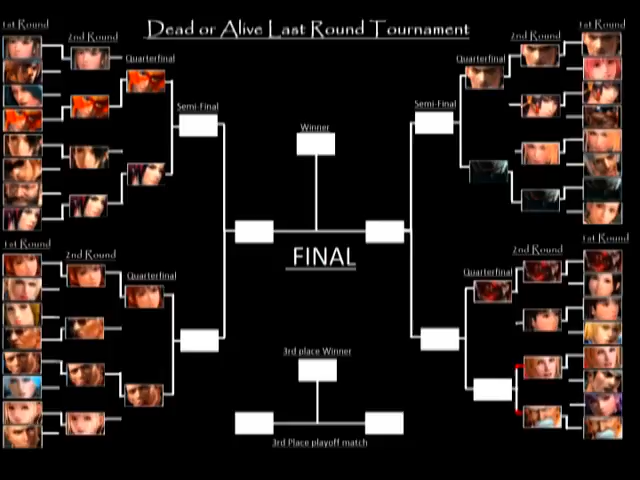 Dead or Alive Last Round Tournament
1st Round
2nd Round
Quarterfinal
Semi-Final
Winner
Semi-Final
Quarterfinal
2nd Round
1st Round
FINAL
1st Round
2nd Round
Quarterfinal
Quarterfinal
2nd Round
1st Round
3rd place Winner
3rd Place playoff match